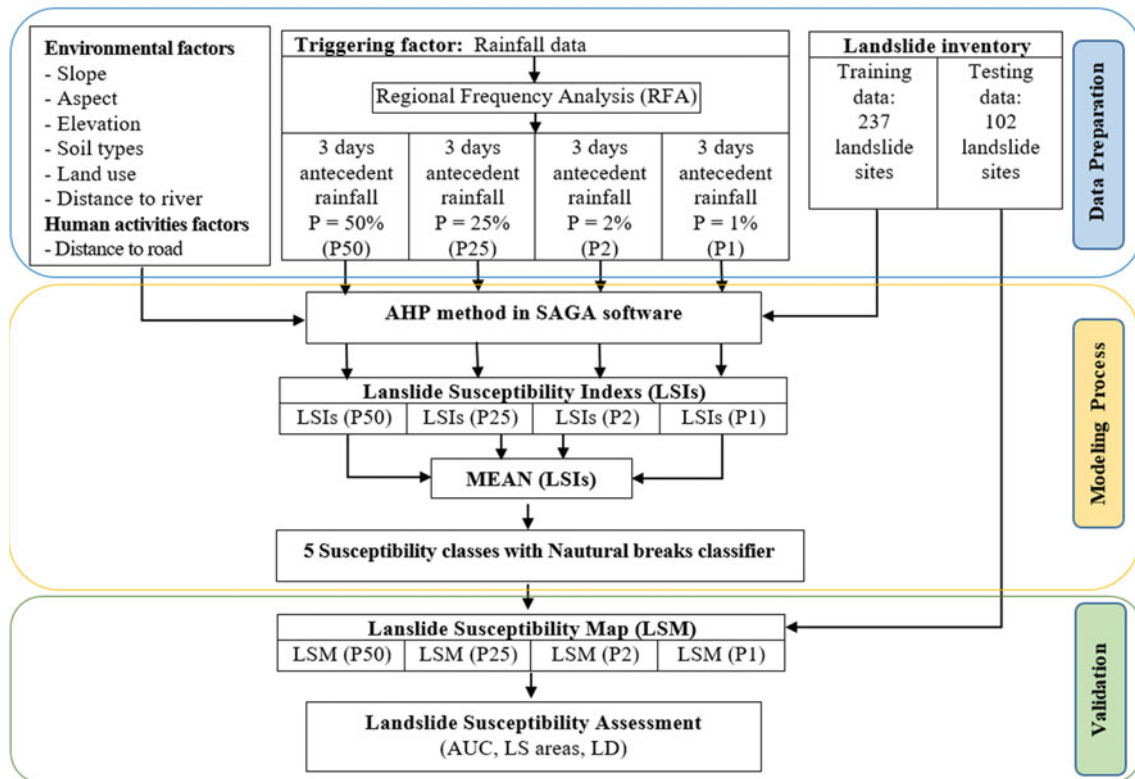 Environmental factors
- Slope
- Aspect
- Elevation
- Soil types
- Land use
- Distance to river
Human activities factors
- Distance to road
Triggering factor: Rainfall data
Regional Frequency Analysis (RFA)
3 days
antecedent
rainfall
P = 50%
(P50)
3 days
antecedent
rainfall
P = 25%
(P25)
3 days
antecedent
rainfall
P = 2%
(P2)
3 days
antecedent
rainfall
P = 1%
(P1)
Landslide inventory
Training
data:
237
landslide
sites
Testing
data:
102
landslide
sites
Data Preparation
AHP method in SAGA software
Lanslide Susceptibility Indexs (LSIs)
LSIs (P50)
LSIs (P25)
LSIs (P2)
LSIs (P1)
MEAN (LSIs)
5 Susceptibility classes with Nautural breaks classifier
Modeling Process
Lanslide Susceptibility Map (LSM)
LSM (P50)
LSM (P25)
LSM (P2)
LSM (P1)
Landslide Susceptibility Assessment
(AUC, LS areas, LD)
Validation